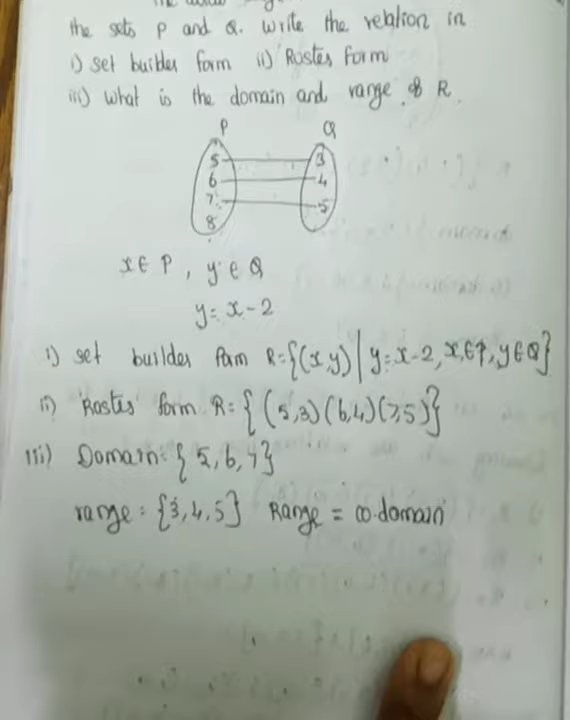 the sets P and Q. write the relation in
i) set builder form ii) Roster form
iii) What is the domain and range of R.
P Q
5 3
6 4
7 5
8
x ∈ P, y ∈ Q
y = x - 2
i) set builder form R = {(x,y) | y = x-2, x ∈ P, y ∈ Q}
ii) Roster form R = { (5,3) (6,4) (7,5) }
iii) Domain = { 5, 6, 7 }
range = {3, 4, 5} Range = co.domain